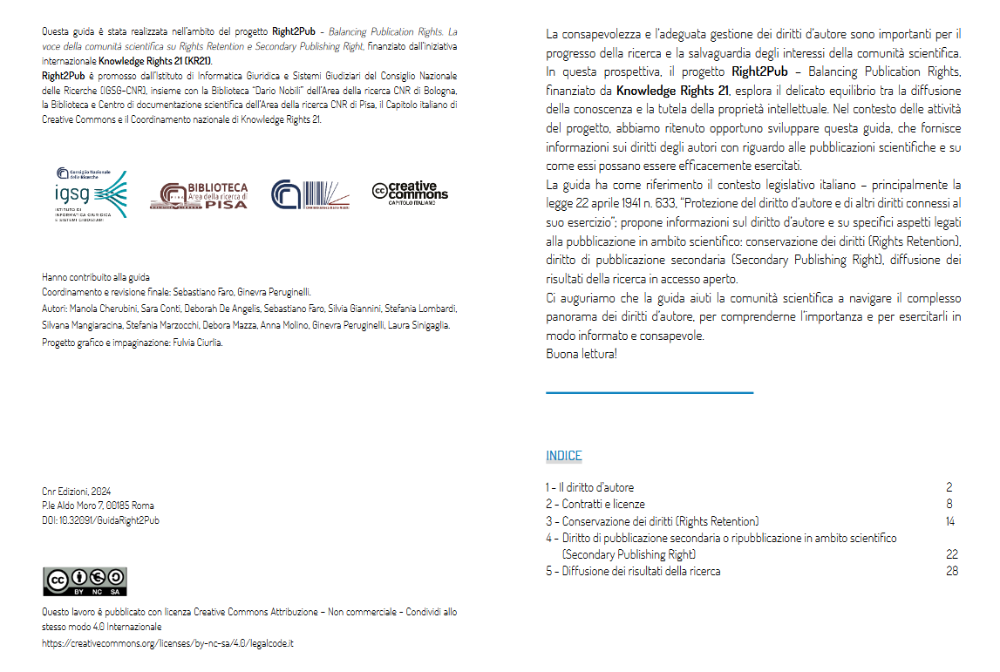 Questa guida è stata realizzata nell'ambito del progetto Right2Pub – Balancing Publication Rights. La
voce della comunità scientifica su Rights Retention e Secondary Publishing Right, finanziato dall'iniziativa
internazionale Knowledge Rights 21 (KR21).
Right2Pub è promosso dall'Istituto di Informatica Giuridica e Sistemi Giudiziari del Consiglio Nazionale
delle Ricerche (IGSG-CNR), insieme con la Biblioteca "Dario Nobili" dell'Area della ricerca CNR di Bologna,
la Biblioteca e Centro di documentazione scientifica dell'Area della ricerca CNR di Pisa, il Capitolo italiano di
Creative Commons e il Coordinamento nazionale di Knowledge Rights 21.
Consiglio Nazionale
delle Ricerche
igsg
ISTITUTO DI
INFORMATICA GIURIDICA
E SISTEMI GIUDIZIARI
BIBLIOTECA
Area della ricerca di
PISA
CNR Biblioteca Dario Nobili
cc creative
commons
CAPITOLO ITALIANO
Hanno contribuito alla guida
Coordinamento e revisione finale: Sebastiano Faro, Ginevra Peruginelli.
Autori: Manola Cherubini, Sara Conti, Deborah De Angelis, Sebastiano Faro, Silvia Giannini, Stefania Lombardi,
Silvana Mangiaracina, Stefania Marzocchi, Debora Mazza, Anna Molino, Ginevra Peruginelli, Laura Sinigaglia.
Progetto grafico e impaginazione: Fulvia Ciurlia.
Cnr Edizioni, 2024
P.le Aldo Moro 7, 00185 Roma
DOI: 10.32091/GuidaRight2Pub
cc
BY NC SA
Questo lavoro è pubblicato con licenza Creative Commons Attribuzione – Non commerciale - Condividi allo
stesso modo 4.0 Internazionale
https://creativecommons.org/licenses/by-nc-sa/4.0/legalcode.it
La consapevolezza e l'adeguata gestione dei diritti d'autore sono importanti per il
progresso della ricerca e la salvaguardia degli interessi della comunità scientifica.
In questa prospettiva, il progetto Right2Pub – Balancing Publication Rights,
finanziato da Knowledge Rights 21, esplora il delicato equilibrio tra la diffusione
della conoscenza e la tutela della proprietà intellettuale. Nel contesto delle attività
del progetto, abbiamo ritenuto opportuno sviluppare questa guida, che fornisce
informazioni sui diritti degli autori con riguardo alle pubblicazioni scientifiche e su
come essi possano essere efficacemente esercitati.
La guida ha come riferimento il contesto legislativo italiano – principalmente la
legge 22 aprile 1941 n. 633, "Protezione del diritto d'autore e di altri diritti connessi al
suo esercizio"; propone informazioni sul diritto d'autore e su specifici aspetti legati
alla pubblicazione in ambito scientifico: conservazione dei diritti (Rights Retention),
diritto di pubblicazione secondaria (Secondary Publishing Right), diffusione dei
risultati della ricerca in accesso aperto.
Ci auguriamo che la guida aiuti la comunità scientifica a navigare il complesso
panorama dei diritti d'autore, per comprenderne l'importanza e per esercitarli in
modo informato e consapevole.
Buona lettura!
INDICE
1 - Il diritto d'autore 2
2 - Contratti e licenze 8
3 - Conservazione dei diritti (Rights Retention) 14
4 - Diritto di pubblicazione secondaria o ripubblicazione in ambito scientifico
(Secondary Publishing Right) 22
5 - Diffusione dei risultati della ricerca 28